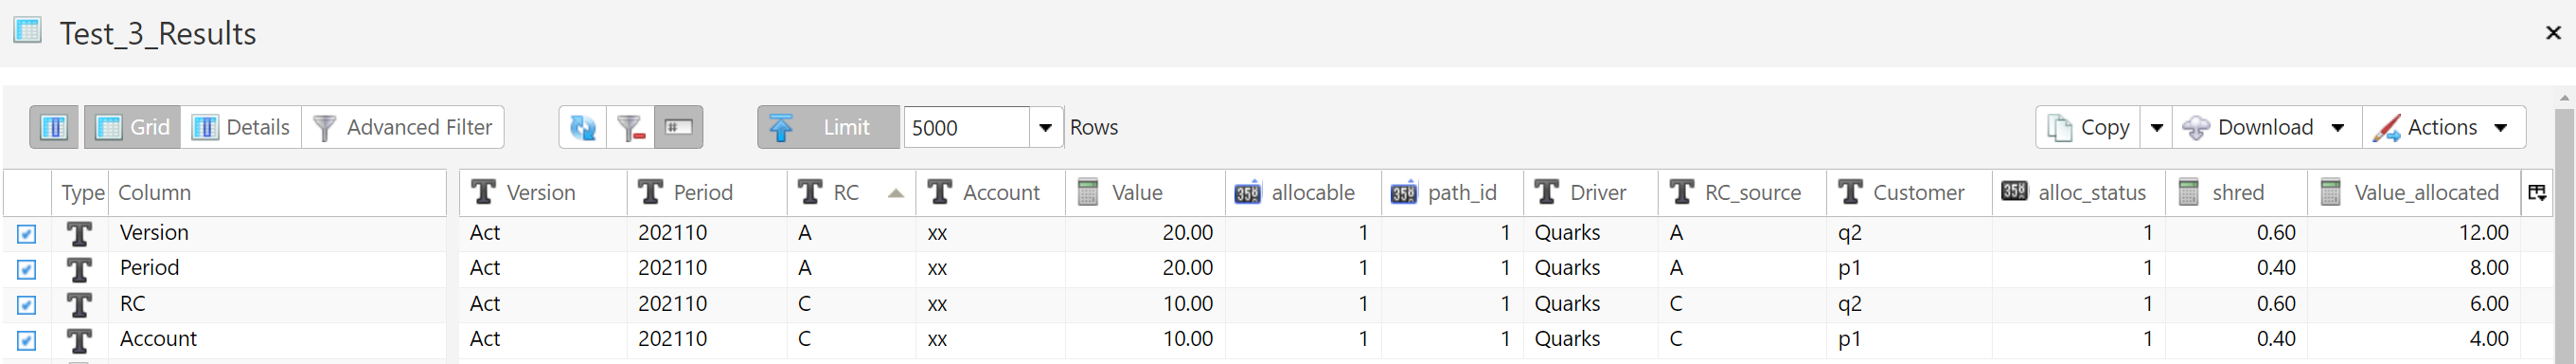 Test_3_Results
Grid Details Advanced Filter Limit 5000 Rows Copy Download Actions
Type Column Version Period RC Account Value allocable path_id Driver RC_source Customer alloc_status shred Value_allocated
Version Act 202110 A xx 20.00 1 1 Quarks A q2 1 0.60 12.00
Period Act 202110 A xx 20.00 1 1 Quarks A p1 1 0.40 8.00
RC Act 202110 C xx 10.00 1 1 Quarks C q2 1 0.60 6.00
Account Act 202110 C xx 10.00 1 1 Quarks C p1 1 0.40 4.00